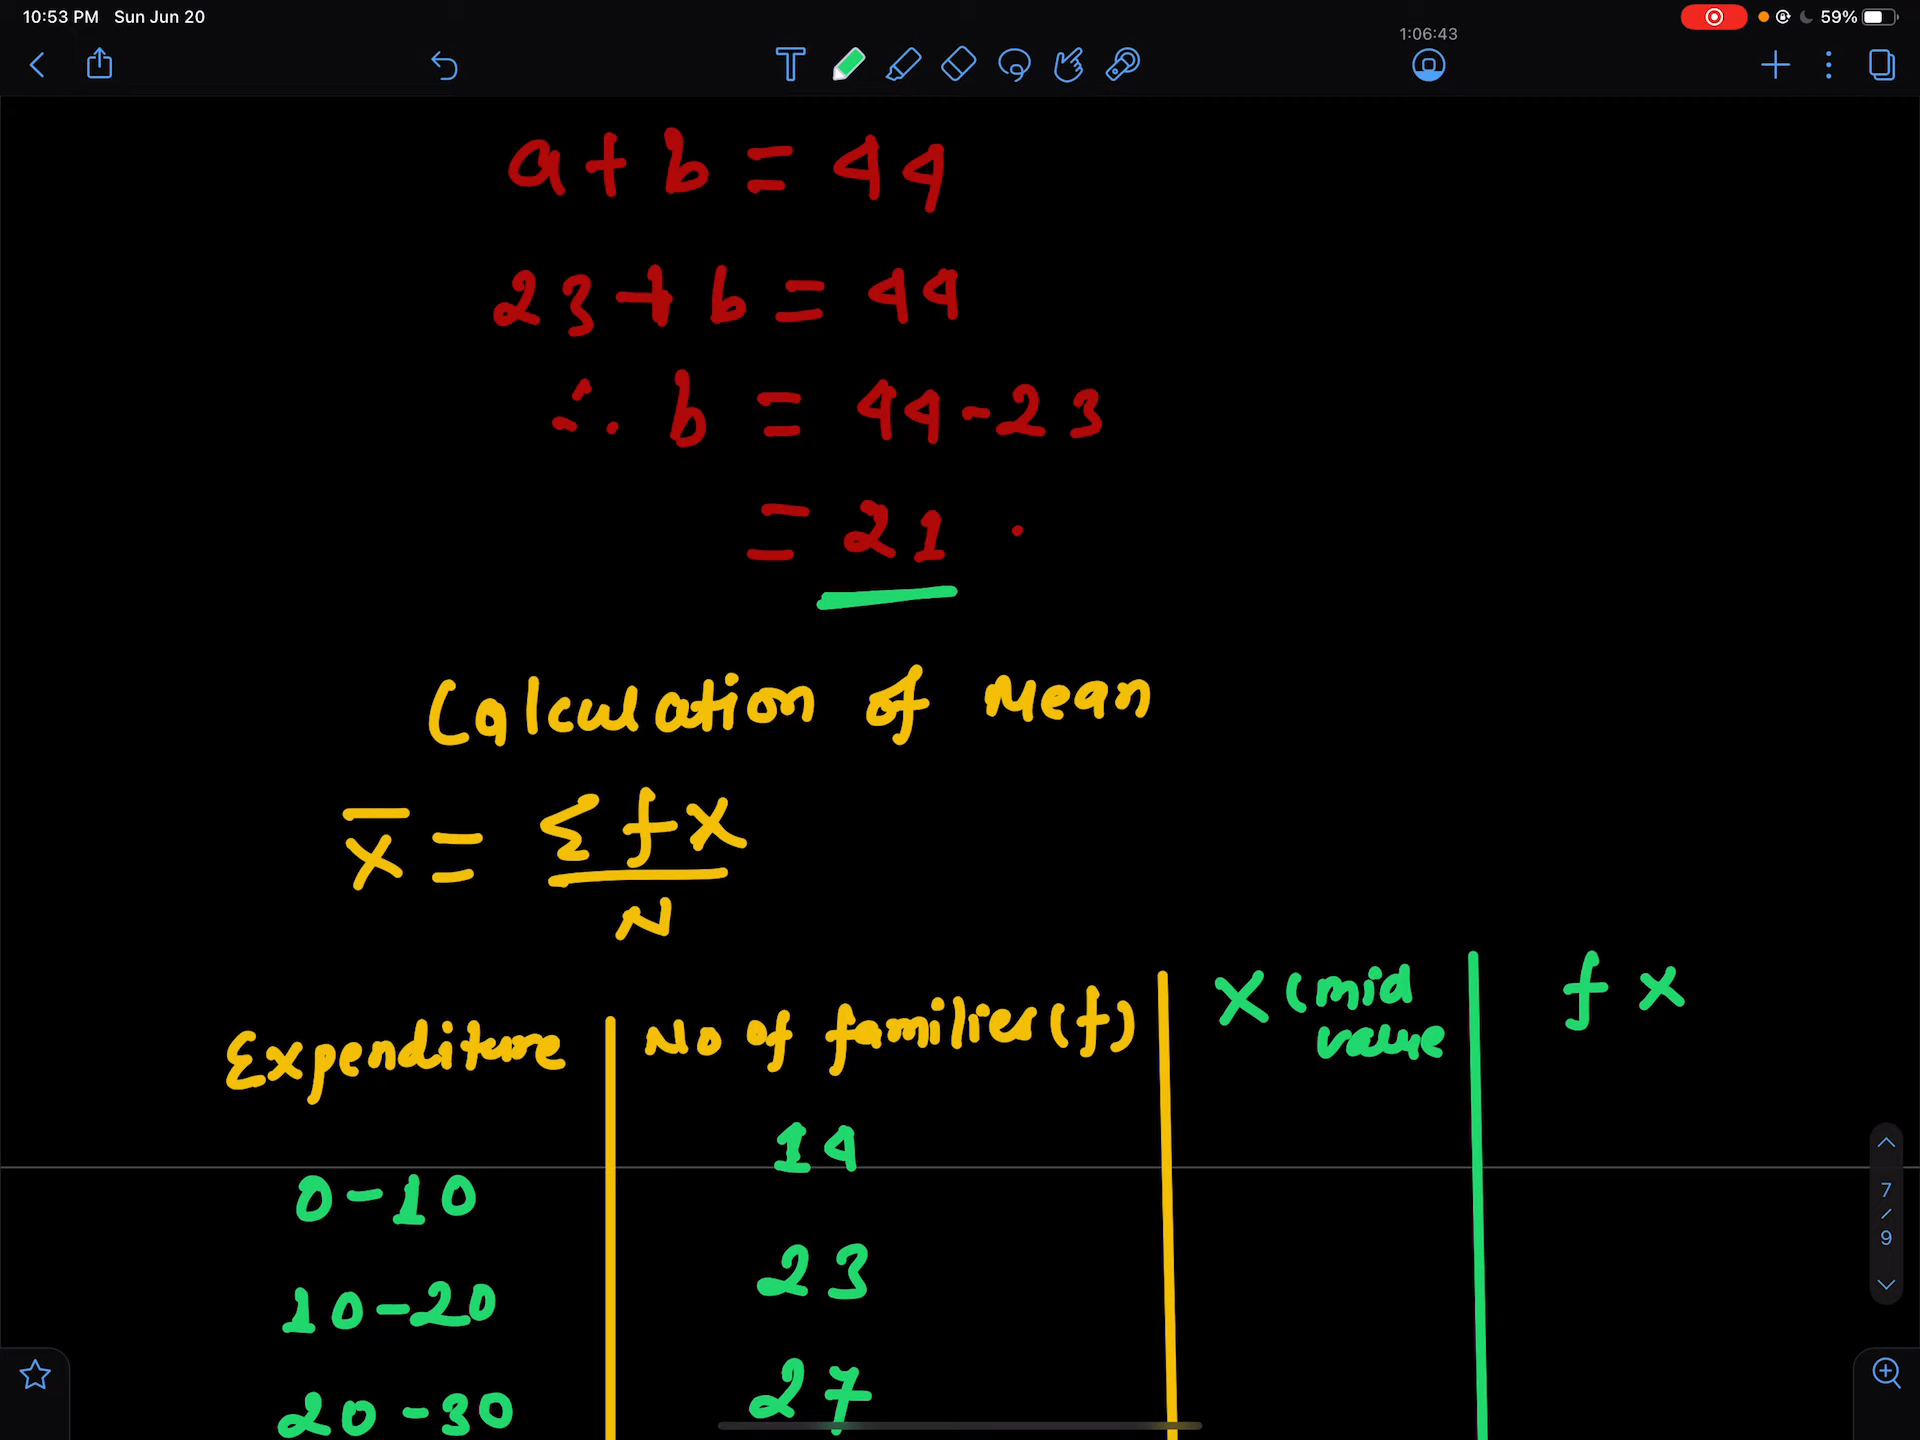 10:53 PM Sun Jun 20
59%
1:06:43
T
a + b = 44
23 + b = 44
∴ b = 44 - 23
= 21 .
Calculation of Mean
x̄ = Σ f x / N
Expenditure No of families (f) X (mid value f x
0 - 10 14
10 - 20 23
20 - 30 27
7 / 9